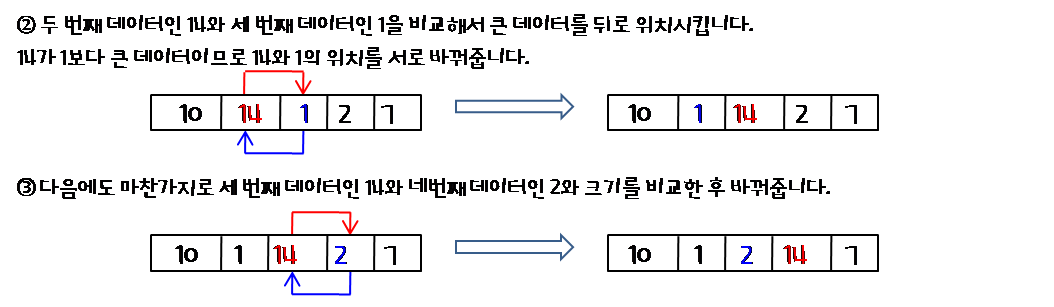 ② 두 번째 데이터인 14와 세 번째 데이터인 1을 비교해서 큰 데이터를 뒤로 위치시킵니다.
14가 1보다 큰 데이터이므로 14와 1의 위치를 서로 바꿔줍니다.
10 14 1 2 7 10 1 14 2 7
③ 다음에도 마찬가지로 세 번째 데이터인 14와 네번째 데이터인 2와 크기를 비교한 후 바꿔줍니다.
10 1 14 2 7 10 1 2 14 7